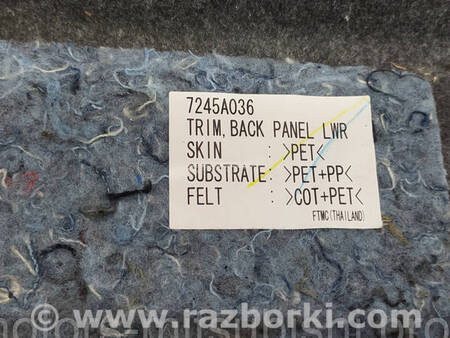 7245A036
TRIM, BACK PANEL LWR
SKIN : >PET<
SUBSTRATE : >PET+PP<
FELT : >COT+PET<
FTMC(THAILAND)
© www.razborki.com